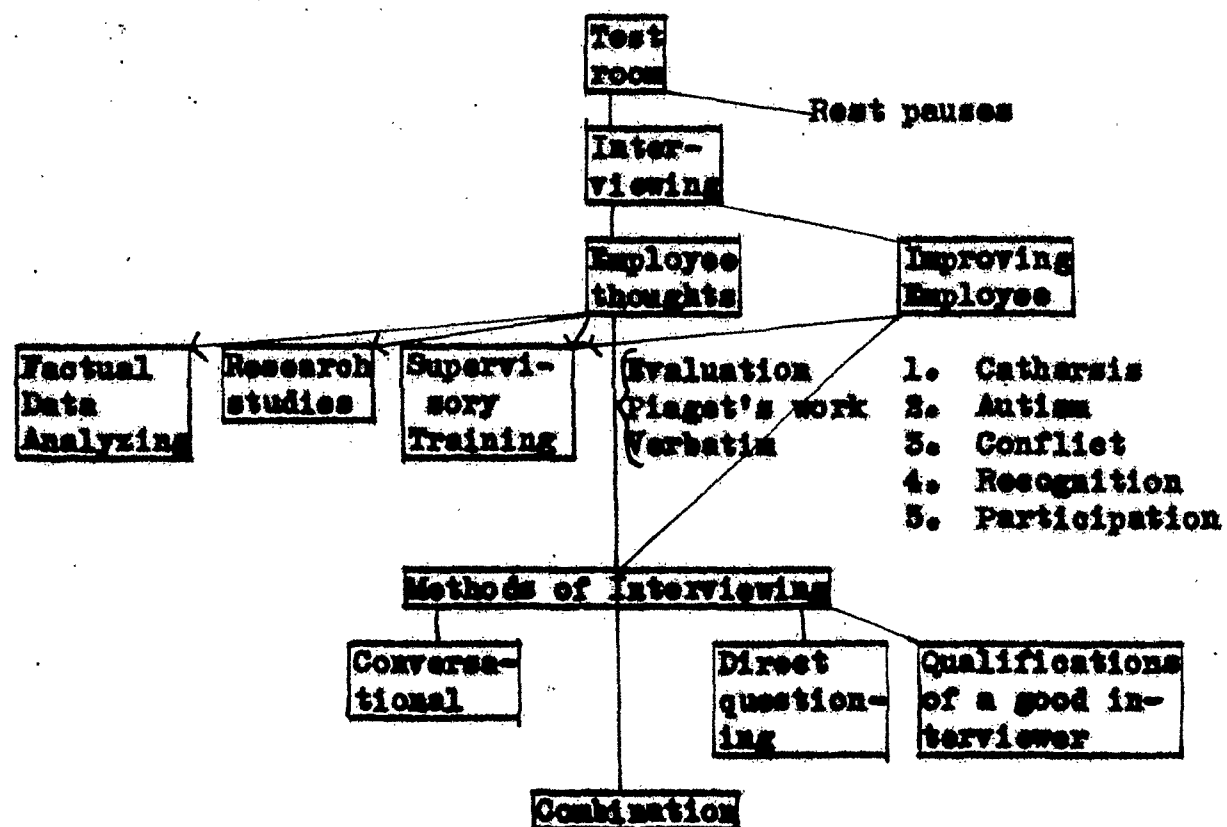 Test
room
Rest pauses
Inter-
viewing
Employee
thoughts
Improving
Employee
Factual
Data
Analyzing
Research
studies
Supervi-
sory
Training
Evaluation
Piaget's work
Verbatim
1. Catharsis
2. Autism
3. Conflict
4. Recognition
5. Participation
Methods of Interviewing
Conversa-
tional
Direct
question-
ing
Qualifications
of a good in-
terviewer
Combination